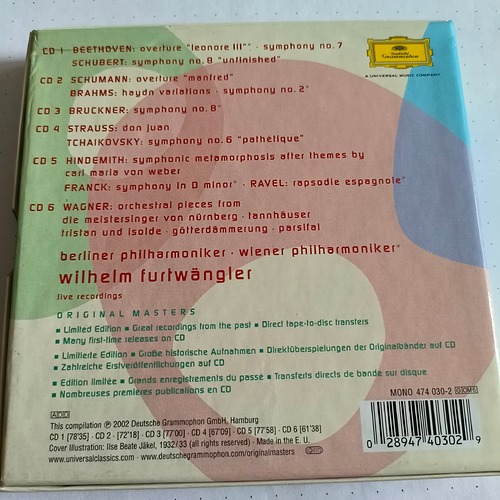 CD 1 BEETHOVEN: overture "leonore III"° · symphony no. 7
SCHUBERT: symphony no. 8 "unfinished"
CD 2 SCHUMANN: overture "manfred"
BRAHMS: haydn variations · symphony no. 2°
CD 3 BRUCKNER: symphony no. 8°
CD 4 STRAUSS: don juan
TCHAIKOVSKY: symphony no. 6 "pathétique"
CD 5 HINDEMITH: symphonic metamorphosis after themes by
carl maria von weber
FRANCK: symphony in D minor° · RAVEL: rapsodie espagnole°
CD 6 WAGNER: orchestral pieces from
die meistersinger von nürnberg · tannhäuser
tristan und isolde · götterdämmerung · parsifal
berliner philharmoniker · wiener philharmoniker°
wilhelm furtwängler
live recordings
ORIGINAL MASTERS
▪ Limited Edition ▪ Great recordings from the past ▪ Direct tape-to-disc transfers
▪ Many first-time releases on CD
▪ Limitierte Edition ▪ Große historische Aufnahmen ▪ Direktüberspielungen der Originalbänder auf CD
▪ Zahlreiche Erstveröffentlichungen auf CD
▪ Edition limitée ▪ Grands enregistrements du passé ▪ Transferts directs de bande sur disque
▪ Nombreuses premières publications en CD
MONO 474 030-2 GOM6
ADD
This compilation ℗ 2002 Deutsche Grammophon GmbH, Hamburg
CD 1 [78'35] CD 2 · [72'18] · CD 3 [77'00] · CD 4 [67'09] · CD 5 [77'58] · CD 6 [61'38]
Cover Illustration: Ilse Beate Jäkel, 1932/33 (all rights reserved) · Made in the E. U.
www.universalclassics.com · www.deutschegrammophon.com/originalmasters
0 28947 40302 9
Deutsche
Grammophon
A UNIVERSAL MUSIC COMPANY